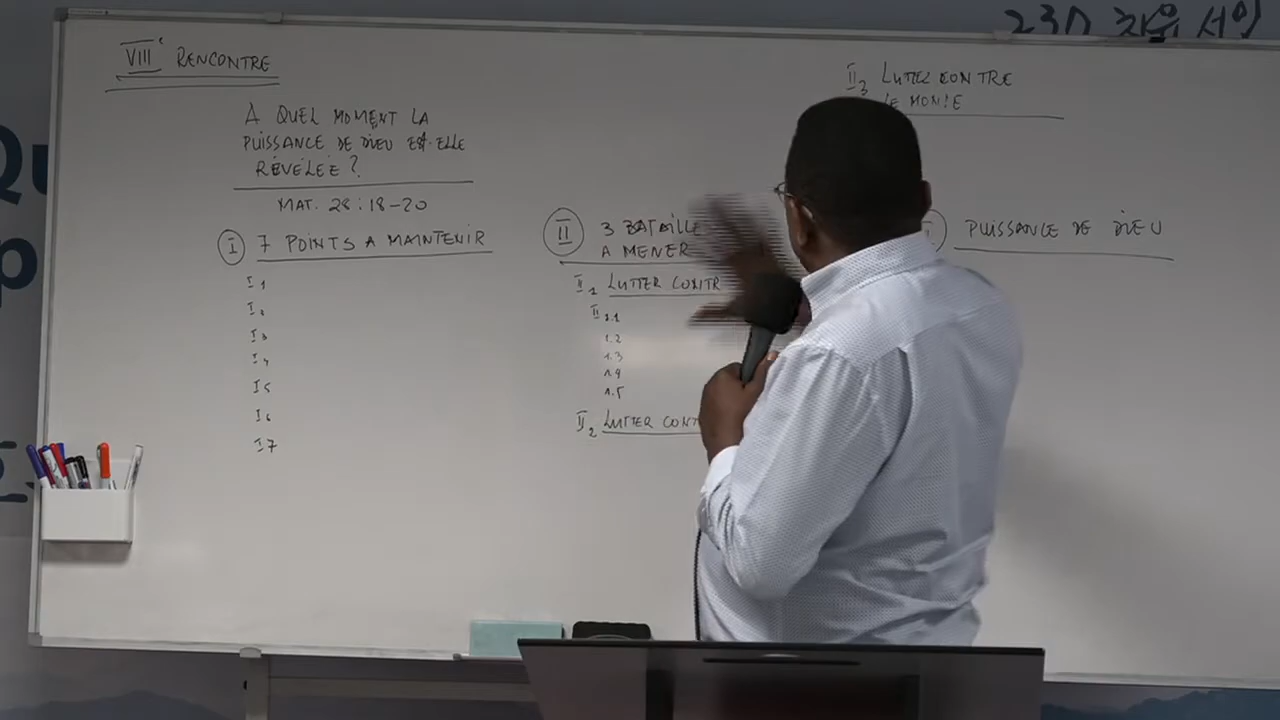 VIIIᵉ RENCONTRE
A QUEL MOMENT LA
PUISSANCE DE DIEU EST-ELLE
RÉVÉLÉE ?
MAT. 28:18-20
I 7 POINTS A MAINTENIR
I1
I2
I3
I4
I5
I6
I7
II 3 BATAILLE
A MENER
II1 LUTTER CONTR
II1.1
1.2
1.3
1.4
1.5
II2 LUTTER CONT
II3 LUTTER CONTRE
LE MONDE
PUISSANCE DE DIEU